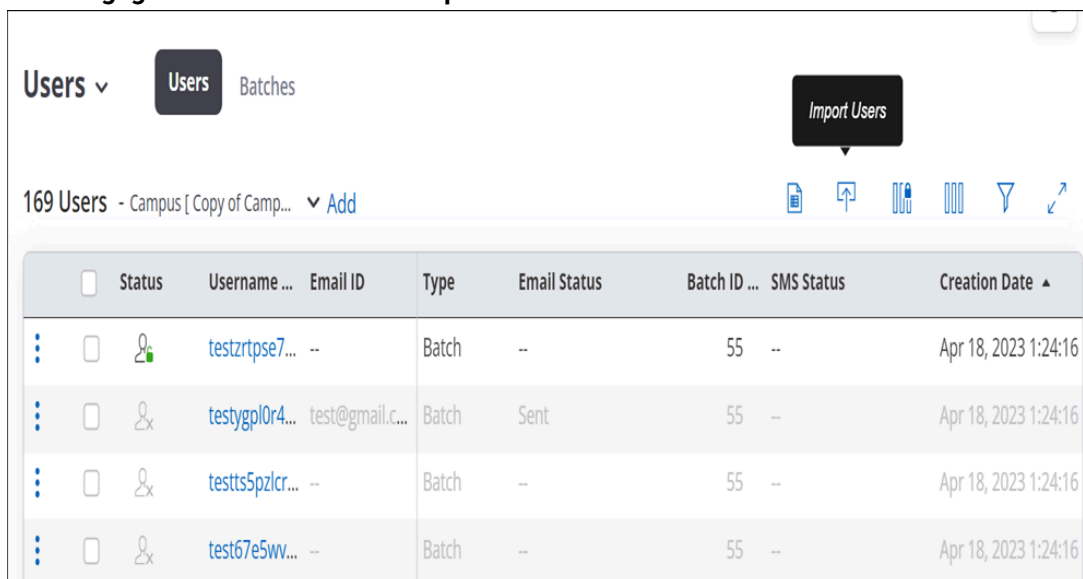 Users
Users Batches
Import Users
169 Users - Campus [ Copy of Camp... Add
Status Username ... Email ID Type Email Status Batch ID ... SMS Status Creation Date
testzrtpse7... -- Batch -- 55 -- Apr 18, 2023 1:24:16
testygpl0r4... test@gmail.c... Batch Sent 55 -- Apr 18, 2023 1:24:16
testts5pzlcr... -- Batch -- 55 -- Apr 18, 2023 1:24:16
test67e5wv... -- Batch -- 55 -- Apr 18, 2023 1:24:16